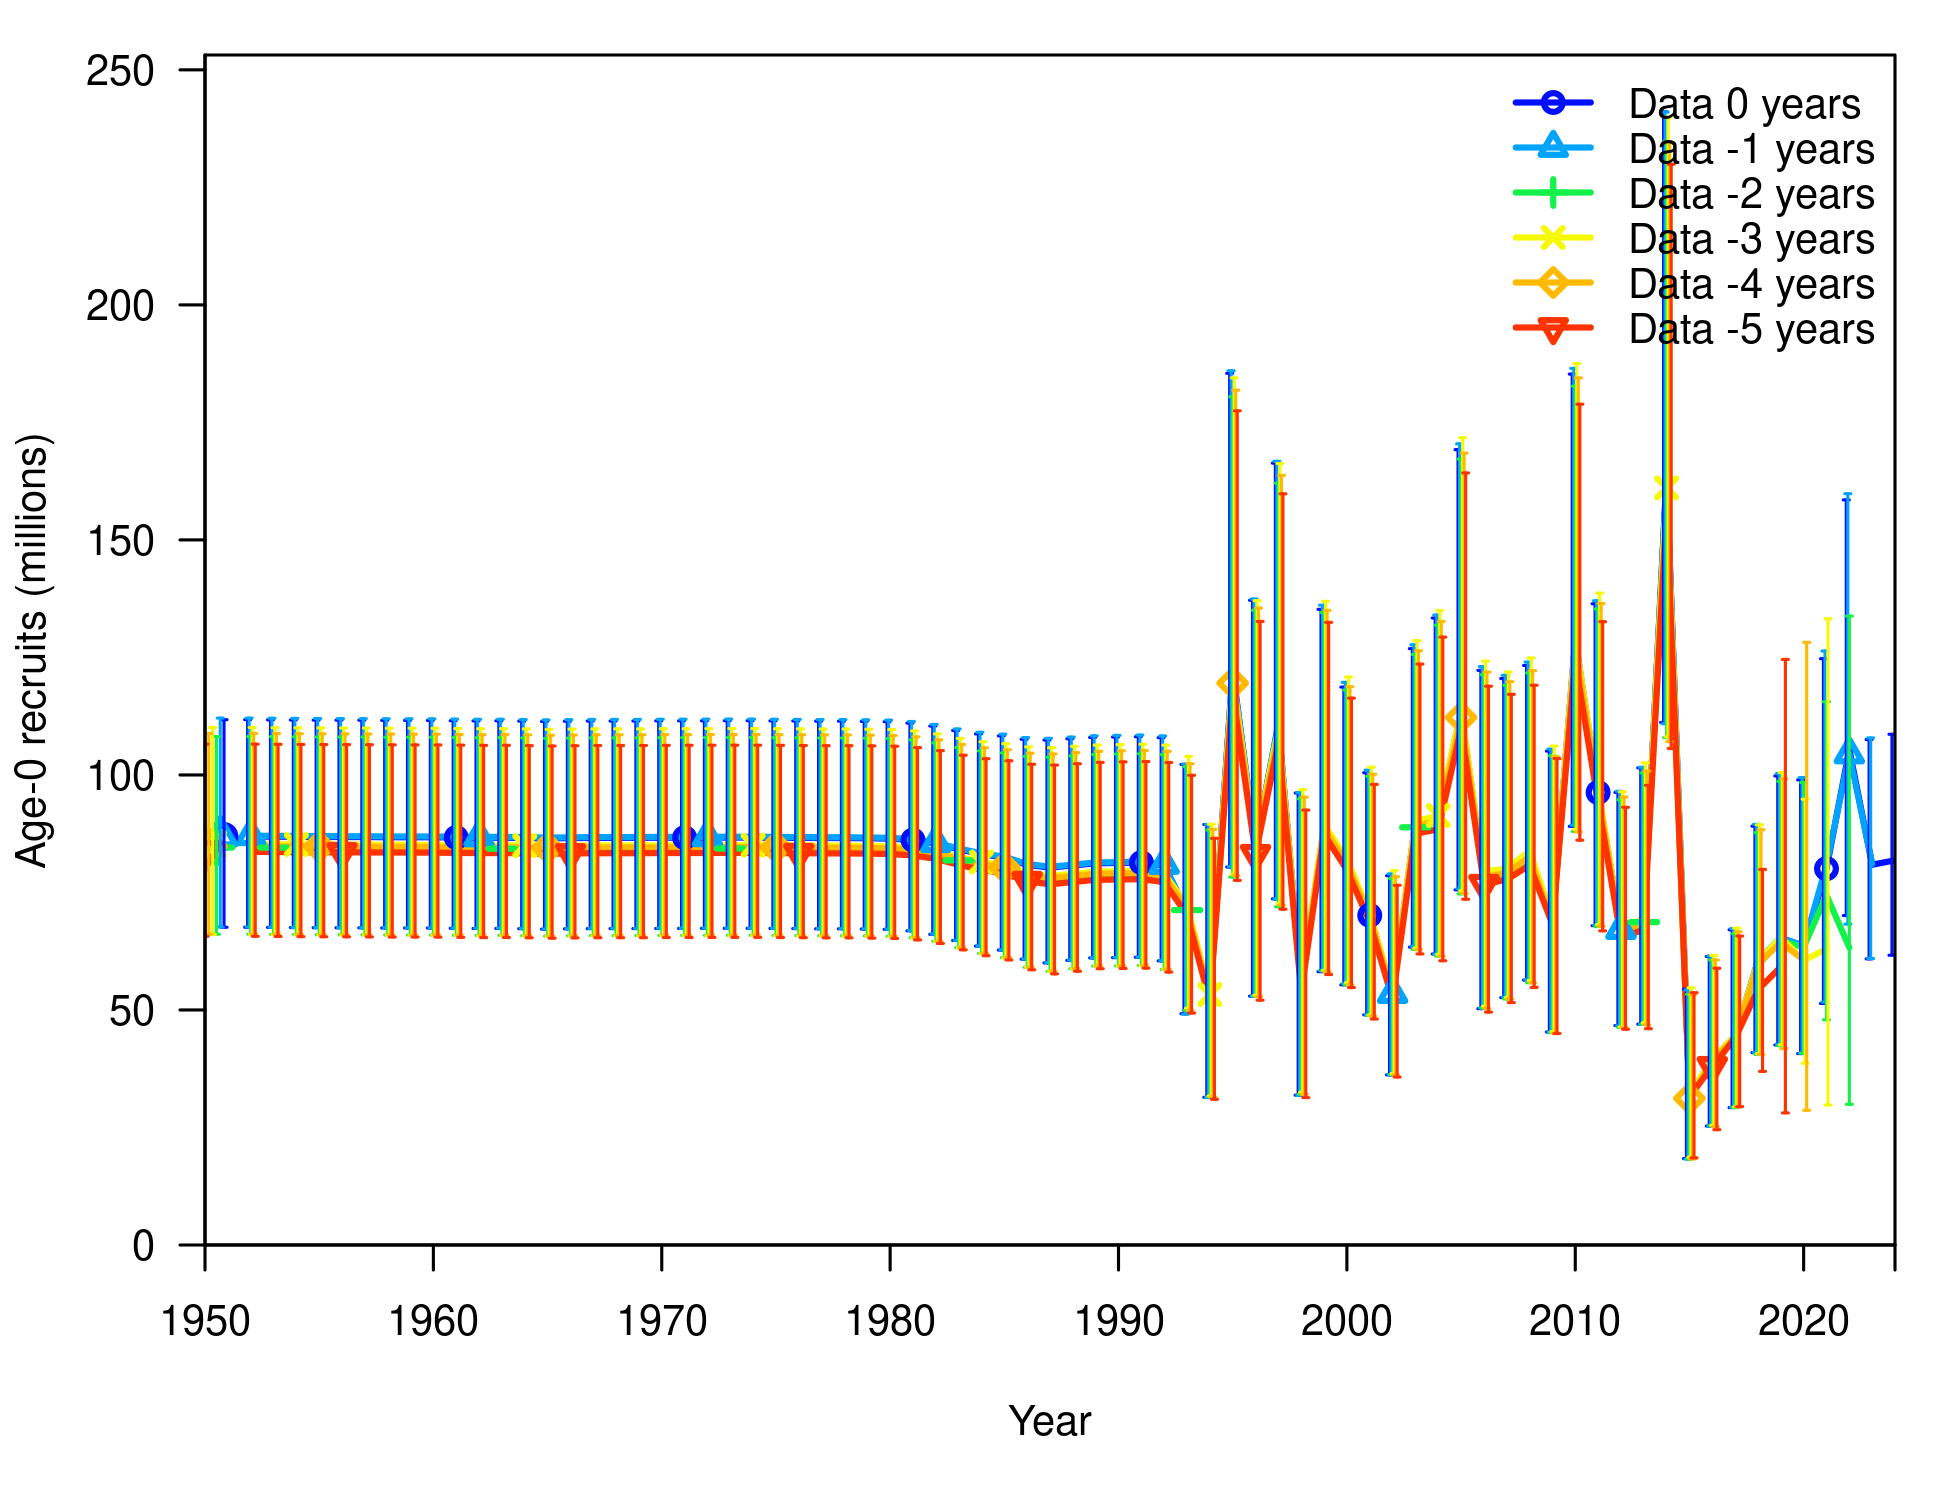 250
200
150
100
50
0
Age-0 recruits (millions)
Data 0 years
Data -1 years
Data -2 years
Data -3 years
Data -4 years
Data -5 years
1950 1960 1970 1980 1990 2000 2010 2020
Year